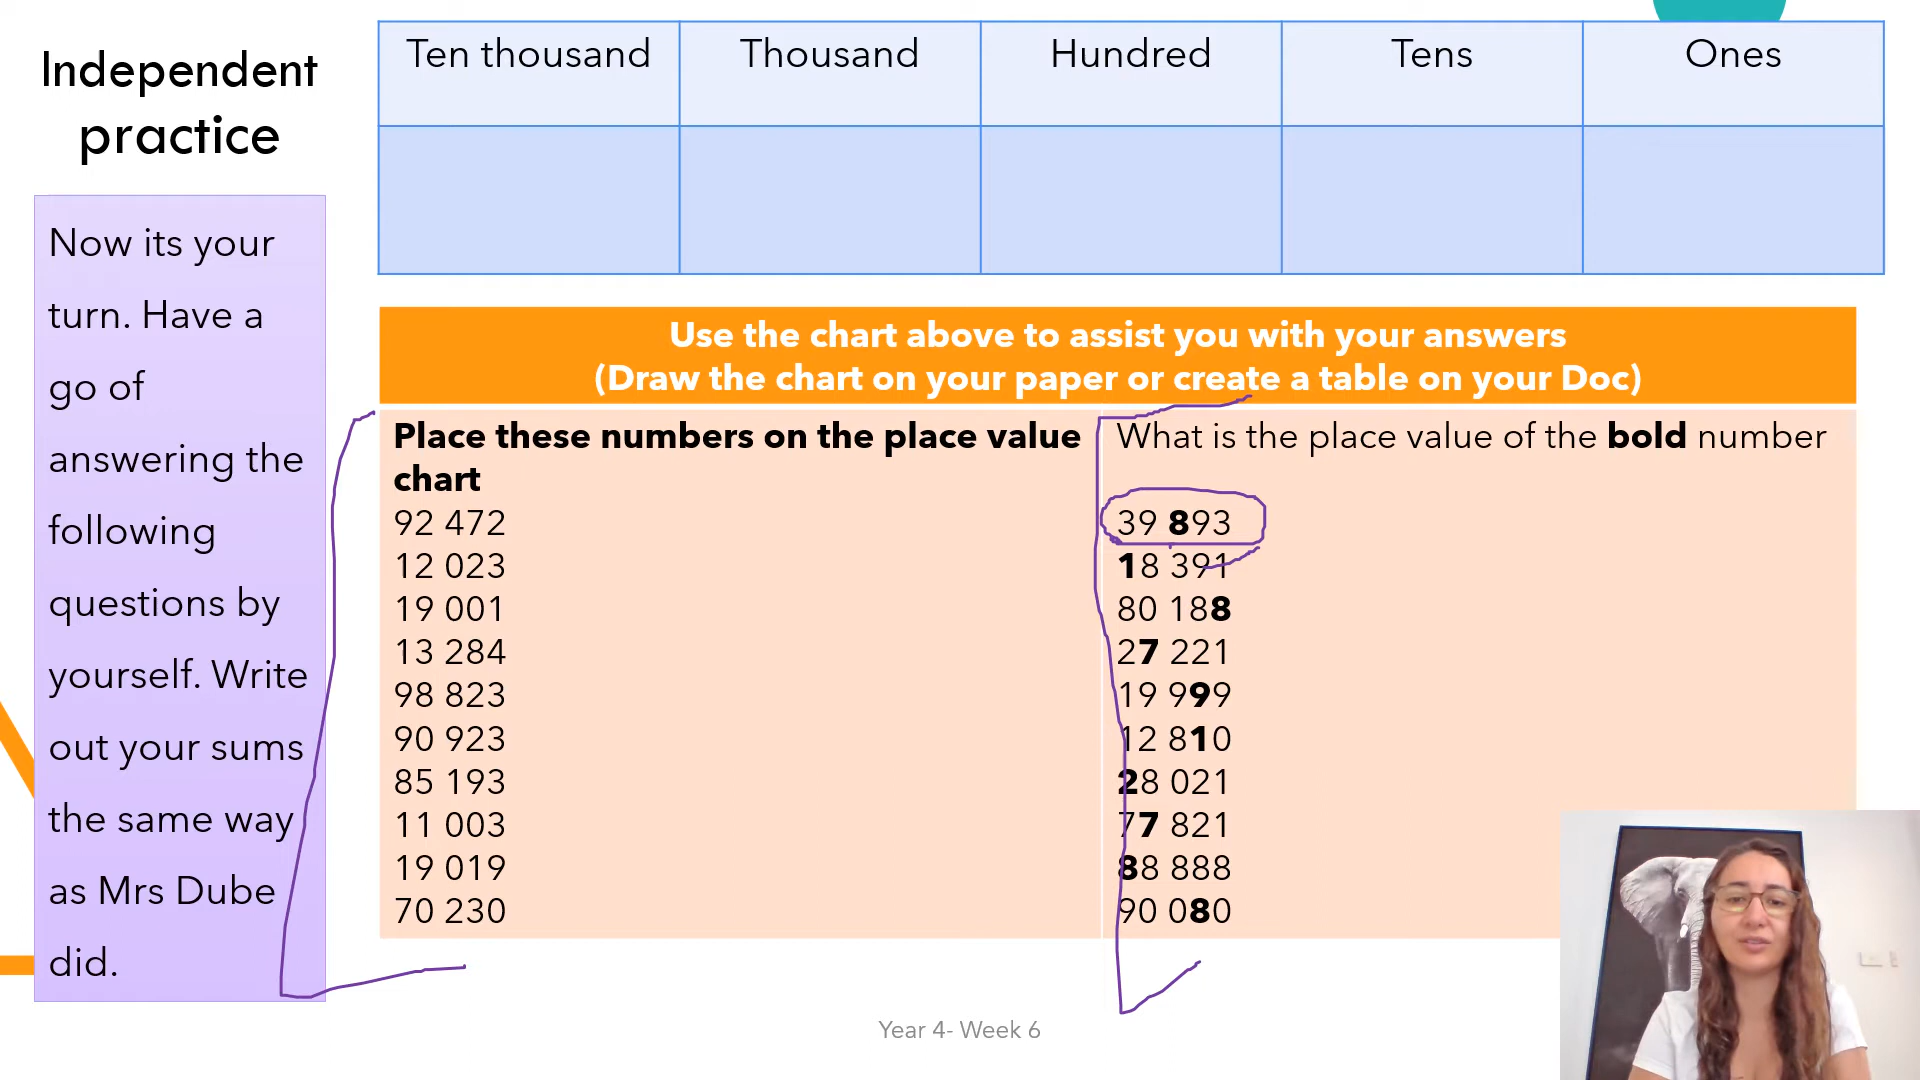 Independent
practice
Now its your
turn. Have a
go of
answering the
following
questions by
yourself. Write
out your sums
the same way
as Mrs Dube
did.
Ten thousand
Thousand
Hundred
Tens
Ones
Use the chart above to assist you with your answers
(Draw the chart on your paper or create a table on your Doc)
Place these numbers on the place value
chart
92 472
12 023
19 001
13 284
98 823
90 923
85 193
11 003
19 019
70 230
What is the place value of the bold number
39 893
18 391
80 188
27 221
19 999
12 810
28 021
77 821
88 888
90 080
Year 4- Week 6